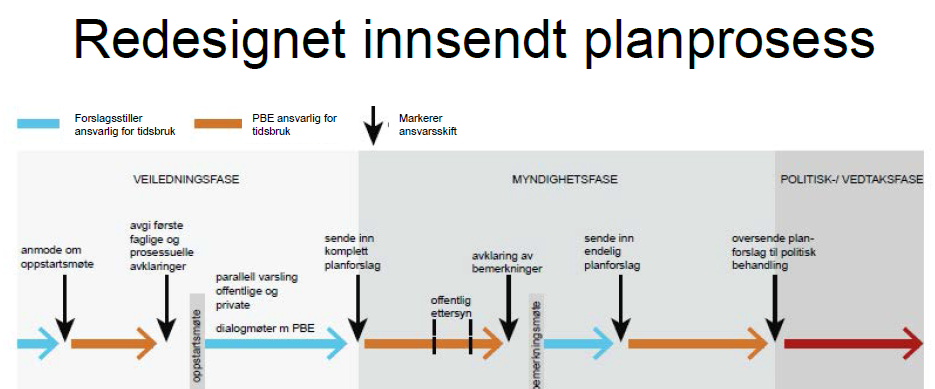 Redesignet innsendt planprosess
Forslagsstiller
ansvarlig for tidsbruk
PBE ansvarlig for
tidsbruk
Markerer
ansvarsskift
VEILEDNINGSFASE
MYNDIGHETSFASE
POLITISK-/ VEDTAKSFASE
anmode om
oppstartsmøte
avgi første
faglige og
prosessuelle
avklaringer
oppstartsmøte
parallell varsling
offentlige og
private
dialogmøter m PBE
sende inn
komplett
planforslag
offentlig
ettersyn
avklaring av
bemerkninger
bemerkningsmøte
sende inn
endelig
planforslag
oversende plan-
forslag til politisk
behandling